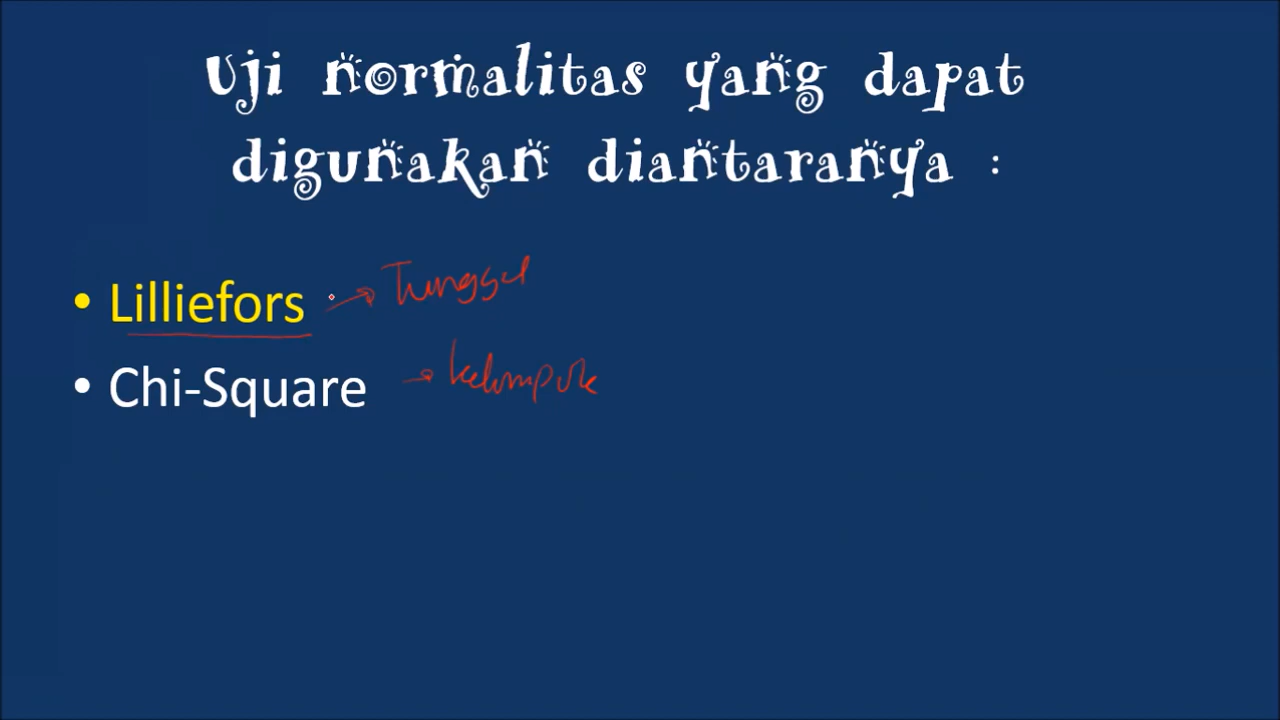 Uji normalitas yang dapat
digunakan diantaranya :
• Lilliefors → Tunggal
• Chi-Square → kelompok